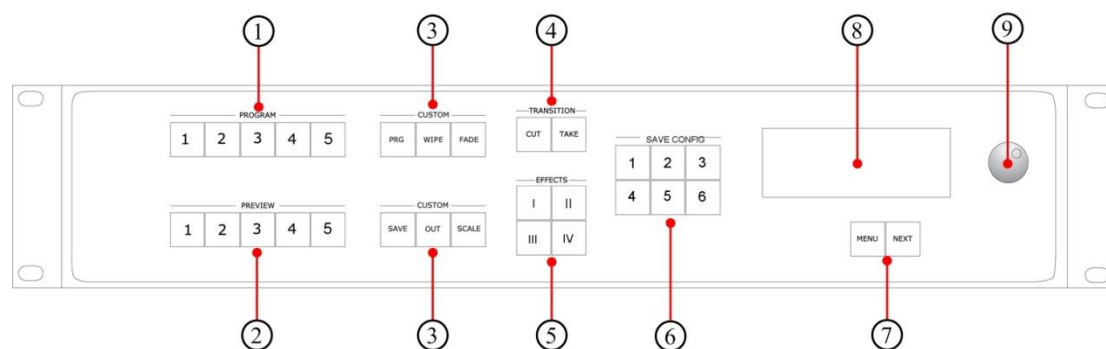 ① ③ ④ ⑧ ⑨
PROGRAM CUSTOM TRANSITION
1 2 3 4 5 PRG WIPE FADE CUT TAKE
SAVE CONFIG
1 2 3
EFFECTS
I II
4 5 6
PREVIEW CUSTOM
1 2 3 4 5 SAVE OUT SCALE III IV MENU NEXT
② ③ ⑤ ⑥ ⑦